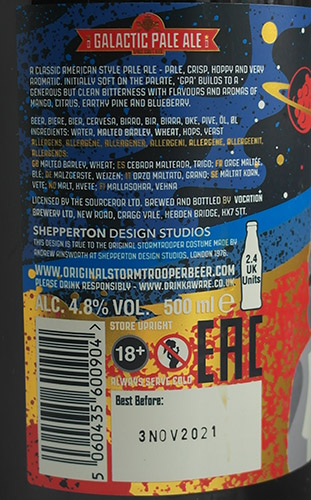 GALACTIC PALE ALE
A CLASSIC AMERICAN STYLE PALE ALE - PALE, CRISP, HOPPY AND VERY
AROMATIC. INITIALLY SOFT ON THE PALATE, 'GPA' BUILDS TO A
GENEROUS BUT CLEAN BITTERNESS WITH FLAVOURS AND AROMAS OF
MANGO, CITRUS, EARTHY PINE AND BLUEBERRY.
BEER, BIERE, BIER, CERVESA, BIRRO, BIR, BIRRA, ØKE, PIVE, ÖL, ØL
INGREDIENTS: WATER, MALTED BARLEY, WHEAT, HOPS, YEAST
ALLERGENS, ALLERGENE, ALLERGENER, ALLERGENI, ALLERGENE, ALLERGEENIT,
ALLERGENDS:
GB MALTED BARLEY, WHEAT; ES CEBADA MALTEADA, TRIGO; FR ORGE MALTÉE,
BLÉ; DE MALZGERSTE, WEIZEN; IT ORZO MALTATO, GRANO; SE MÄLTAT KORN,
VETE; NO MALT, HVETE; FI MALLASOHRA, VEHNA
LICENSED BY THE SOURCEROR LTD. BREWED AND BOTTLED BY VOCATION
BREWERY LTD, NEW ROAD, CRAGG VALE, HEBDEN BRIDGE, HX7 5TT.
SHEPPERTON DESIGN STUDIOS
THIS DESIGN IS TRUE TO THE ORIGINAL STORMTROOPER COSTUME MADE BY
ANDREW AINSWORTH AT SHEPPERTON DESIGN STUDIOS, LONDON 1976.
WWW.ORIGINALSTORMTROOPERBEER.COM
PLEASE DRINK RESPONSIBLY - WWW.DRINKAWARE.CO.UK
2.4
UK
Units
ALC. 4.8% VOL. 500 ml e
STORE UPRIGHT
18+
EAC
ALWAYS SERVE COLD
Best Before:
3NOV2021
5 060435 600904